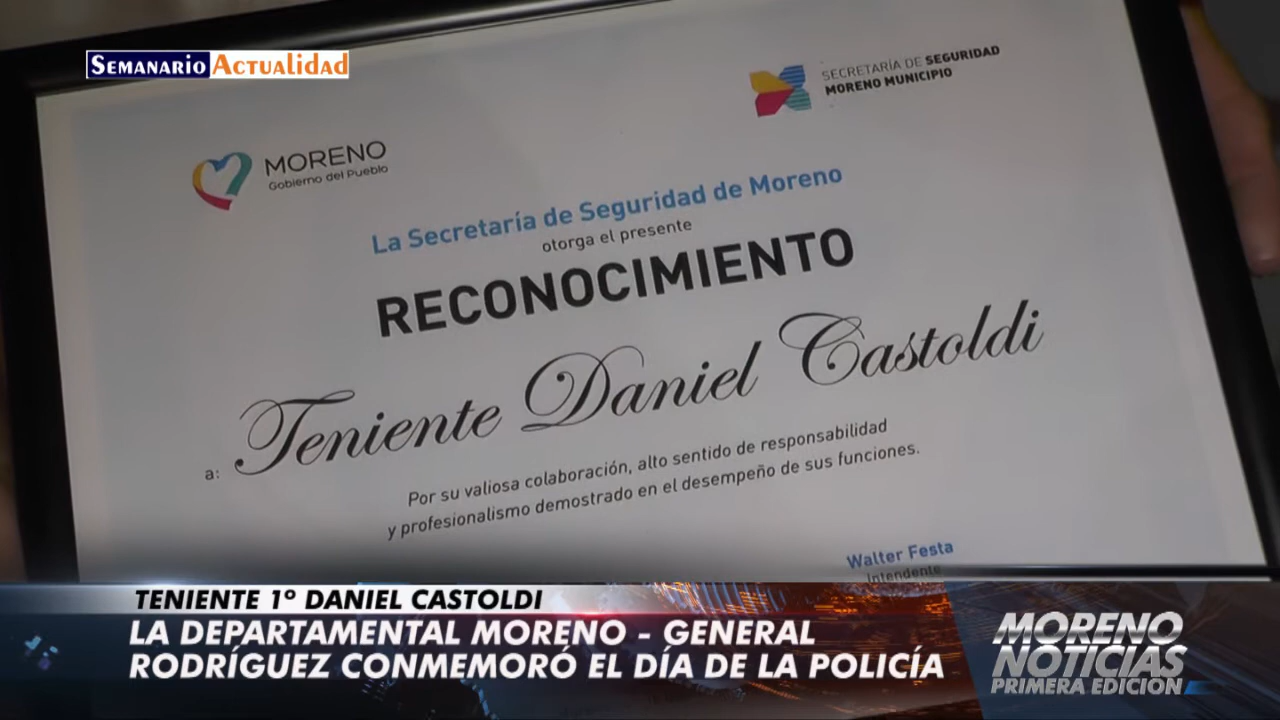 SEMANARIO ACTUALIDAD
SECRETARÍA DE SEGURIDAD
MORENO MUNICIPIO
MORENO
Gobierno del Pueblo
La Secretaría de Seguridad de Moreno
otorga el presente
RECONOCIMIENTO
a: Teniente Daniel Castoldi
Por su valiosa colaboración, alto sentido de responsabilidad
y profesionalismo demostrado en el desempeño de sus funciones.
Walter Festa
Intendente
TENIENTE 1º DANIEL CASTOLDI
LA DEPARTAMENTAL MORENO - GENERAL
RODRÍGUEZ CONMEMORÓ EL DÍA DE LA POLICÍA
MORENO
NOTICIAS
PRIMERA EDICIÓN